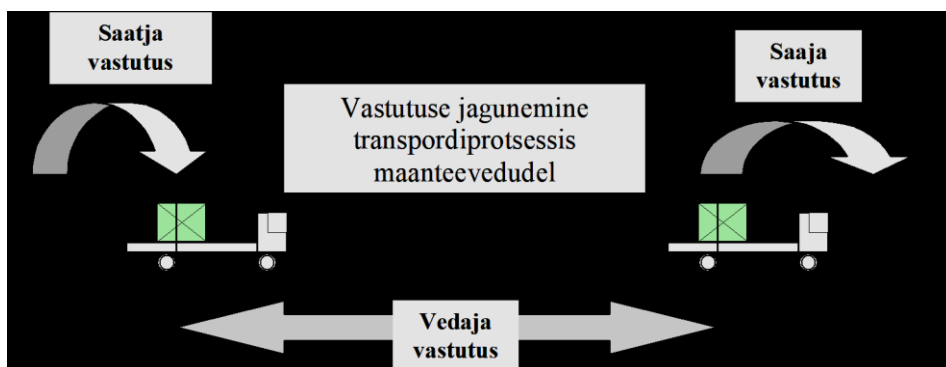 Saatja
vastutus
Saaja
vastutus
Vastutuse jagunemine
transpordiprotsessis
maanteevedudel
Vedaja
vastutus